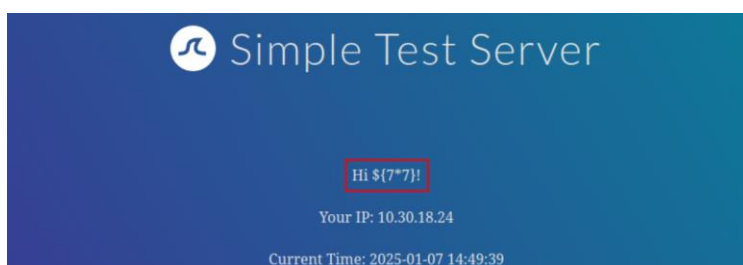 Simple Test Server
Hi ${7*7}!
Your IP: 10.30.18.24
Current Time: 2025-01-07 14:49:39